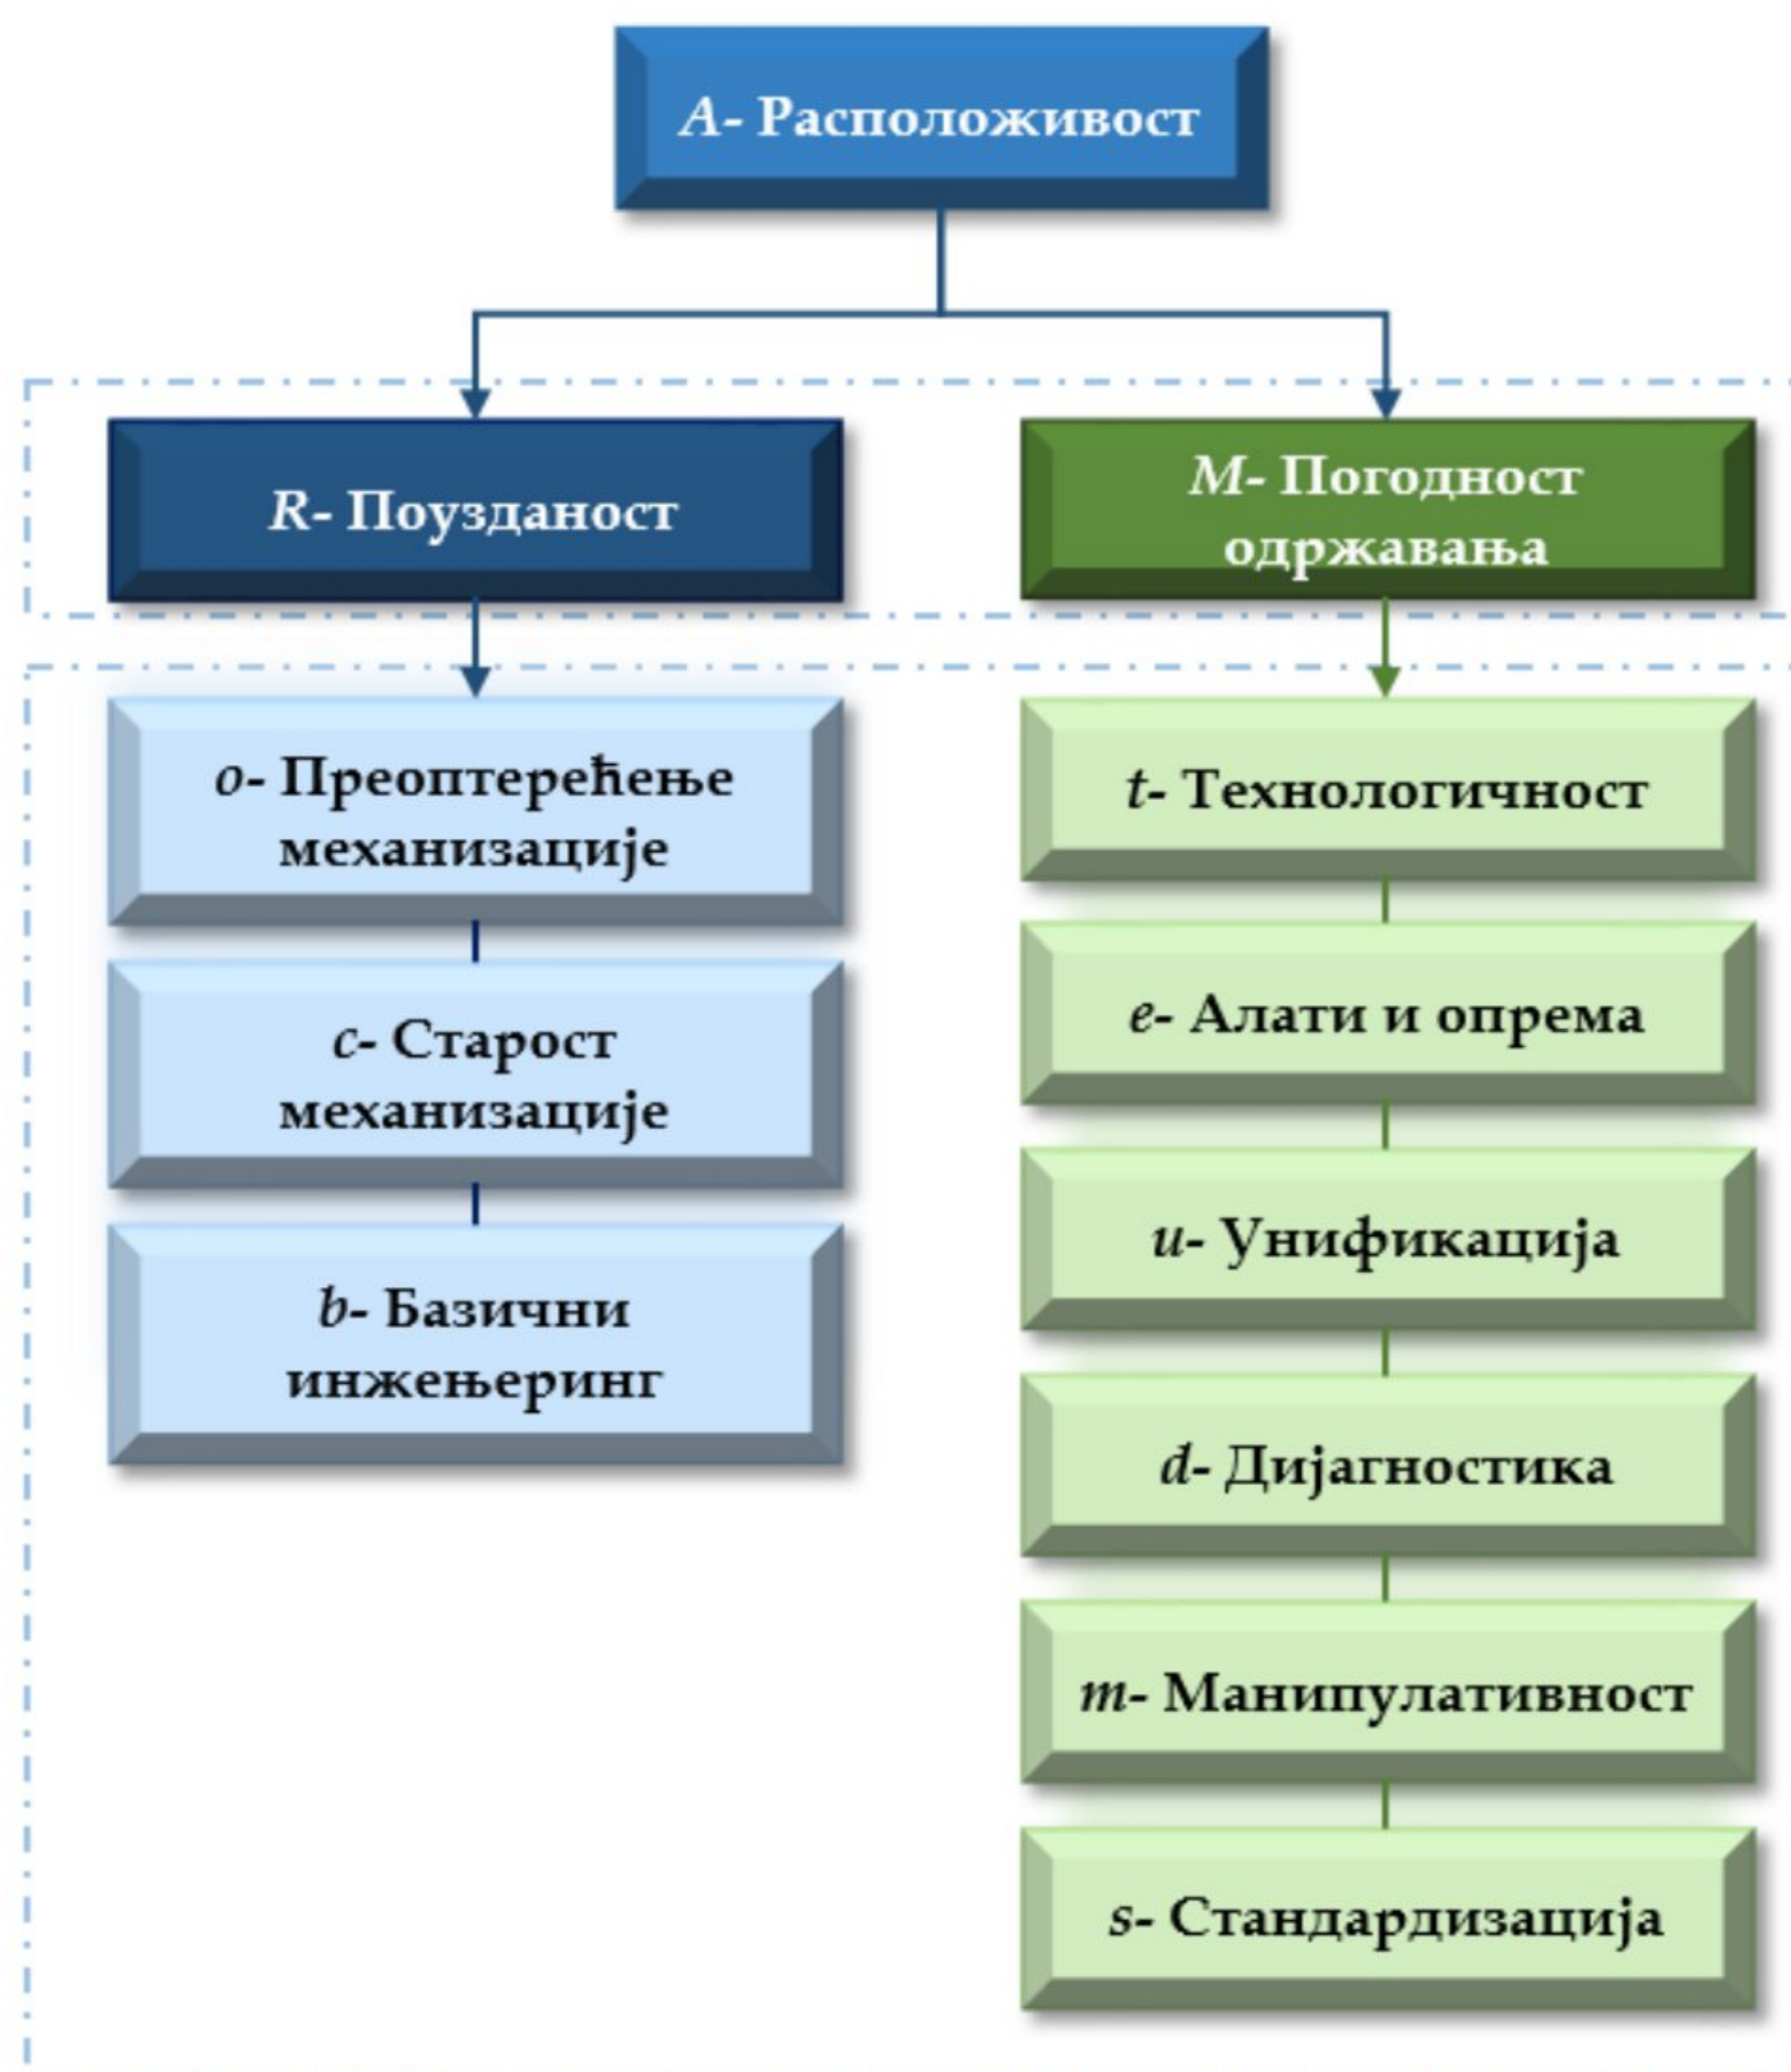 A- Расположивост
R- Поузданост
M- Погодност
одржавања
o- Преоптерећење
механизације
c- Старост
механизације
b- Базични
инжењеринг
t- Технологичност
e- Алати и опрема
u- Унификација
d- Дијагностика
m- Манипулативност
s- Стандардизација